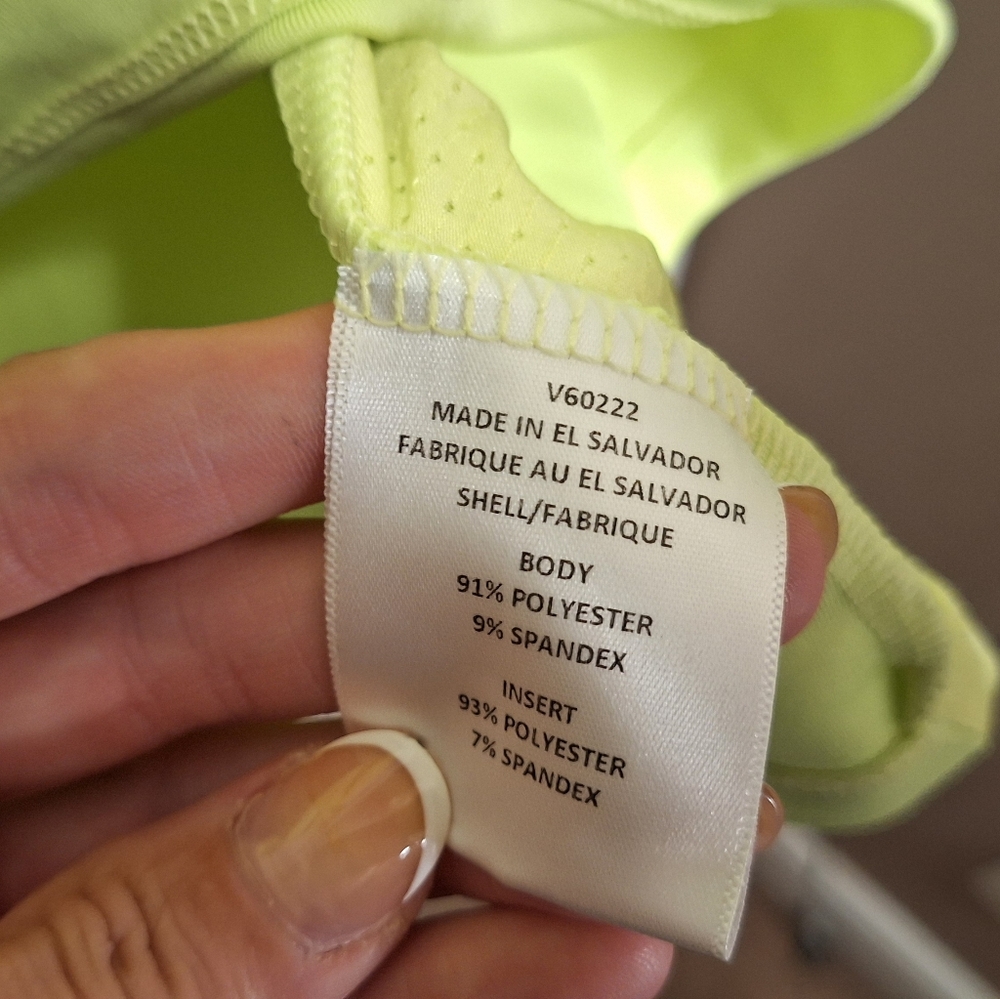 V60222
MADE IN EL SALVADOR
FABRIQUE AU EL SALVADOR
SHELL/FABRIQUE
BODY
91% POLYESTER
9% SPANDEX
INSERT
93% POLYESTER
7% SPANDEX